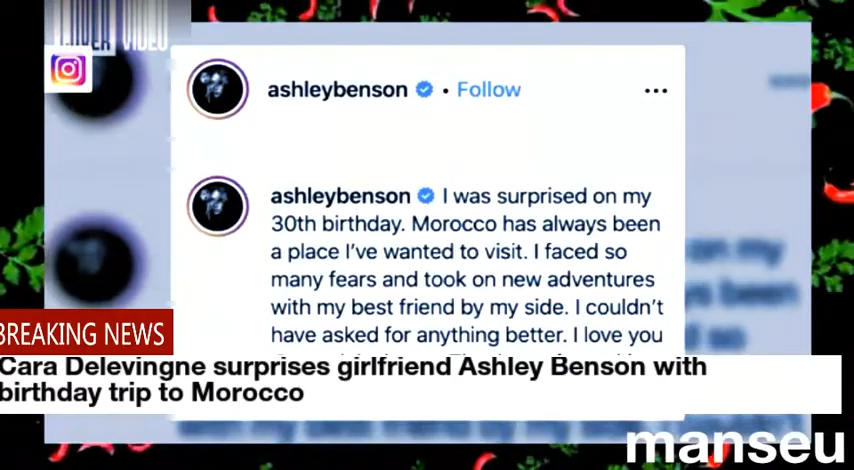 VIDEO
ashleybenson • Follow
ashleybenson I was surprised on my
30th birthday. Morocco has always been
a place I've wanted to visit. I faced so
many fears and took on new adventures
with my best friend by my side. I couldn't
have asked for anything better. I love you
BREAKING NEWS
Cara Delevingne surprises girlfriend Ashley Benson with
birthday trip to Morocco
manseu